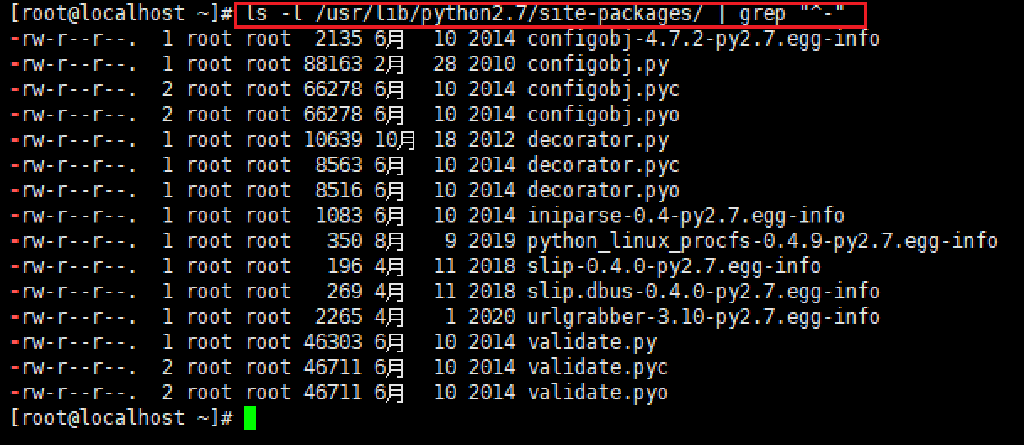 [root@localhost ~]# ls -l /usr/lib/python2.7/site-packages/ | grep "^-"
-rw-r--r--. 1 root root 2135 6月 10 2014 configobj-4.7.2-py2.7.egg-info
-rw-r--r--. 1 root root 88163 2月 28 2010 configobj.py
-rw-r--r--. 2 root root 66278 6月 10 2014 configobj.pyc
-rw-r--r--. 2 root root 66278 6月 10 2014 configobj.pyo
-rw-r--r--. 1 root root 10639 10月 18 2012 decorator.py
-rw-r--r--. 1 root root 8563 6月 10 2014 decorator.pyc
-rw-r--r--. 1 root root 8516 6月 10 2014 decorator.pyo
-rw-r--r--. 1 root root 1083 6月 10 2014 iniparse-0.4-py2.7.egg-info
-rw-r--r--. 1 root root 350 8月 9 2019 python_linux_procfs-0.4.9-py2.7.egg-info
-rw-r--r--. 1 root root 196 4月 11 2018 slip-0.4.0-py2.7.egg-info
-rw-r--r--. 1 root root 269 4月 11 2018 slip.dbus-0.4.0-py2.7.egg-info
-rw-r--r--. 1 root root 2265 4月 1 2020 urlgrabber-3.10-py2.7.egg-info
-rw-r--r--. 1 root root 46303 6月 10 2014 validate.py
-rw-r--r--. 2 root root 46711 6月 10 2014 validate.pyc
-rw-r--r--. 2 root root 46711 6月 10 2014 validate.pyo
[root@localhost ~]#